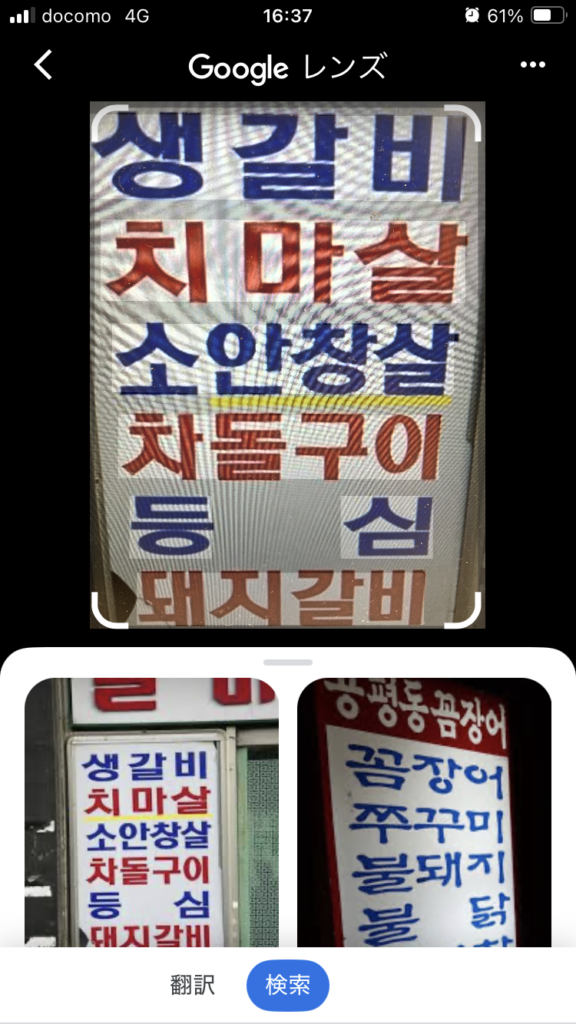 docomo 4G 16:37 61%
Google レンズ
생갈비
치마살
소안창살
차돌구이
등 심
돼지갈비
생갈비
치마살
소안창살
차돌구이
등 심
돼지갈비
꼼장어
꼼장어
쭈꾸미
불돼지
불 닭
翻訳 検索